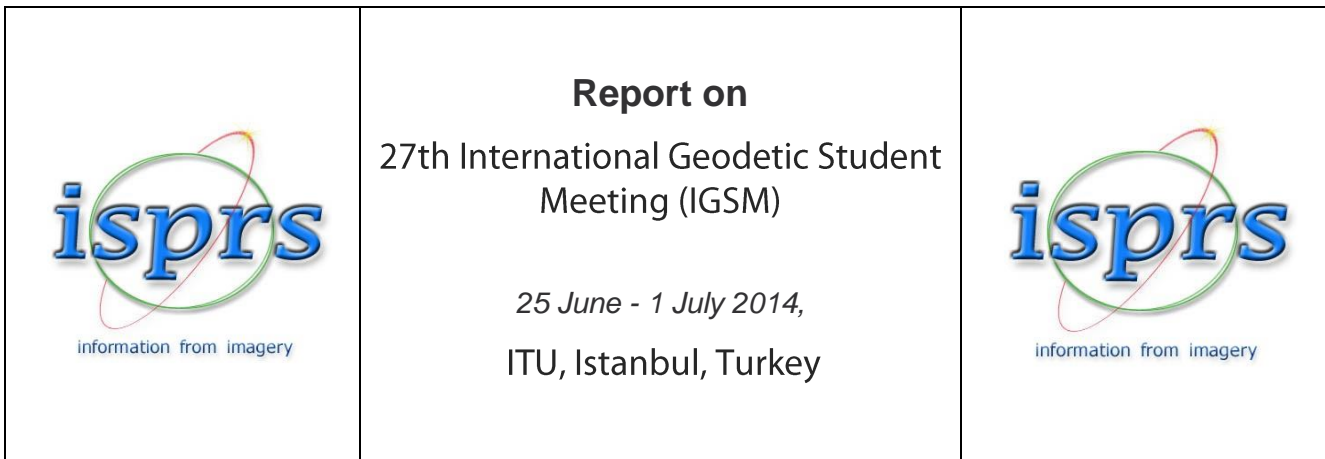 isprs
information from imagery
Report on
27th International Geodetic Student
Meeting (IGSM)
25 June - 1 July 2014,
ITU, Istanbul, Turkey
isprs
information from imagery